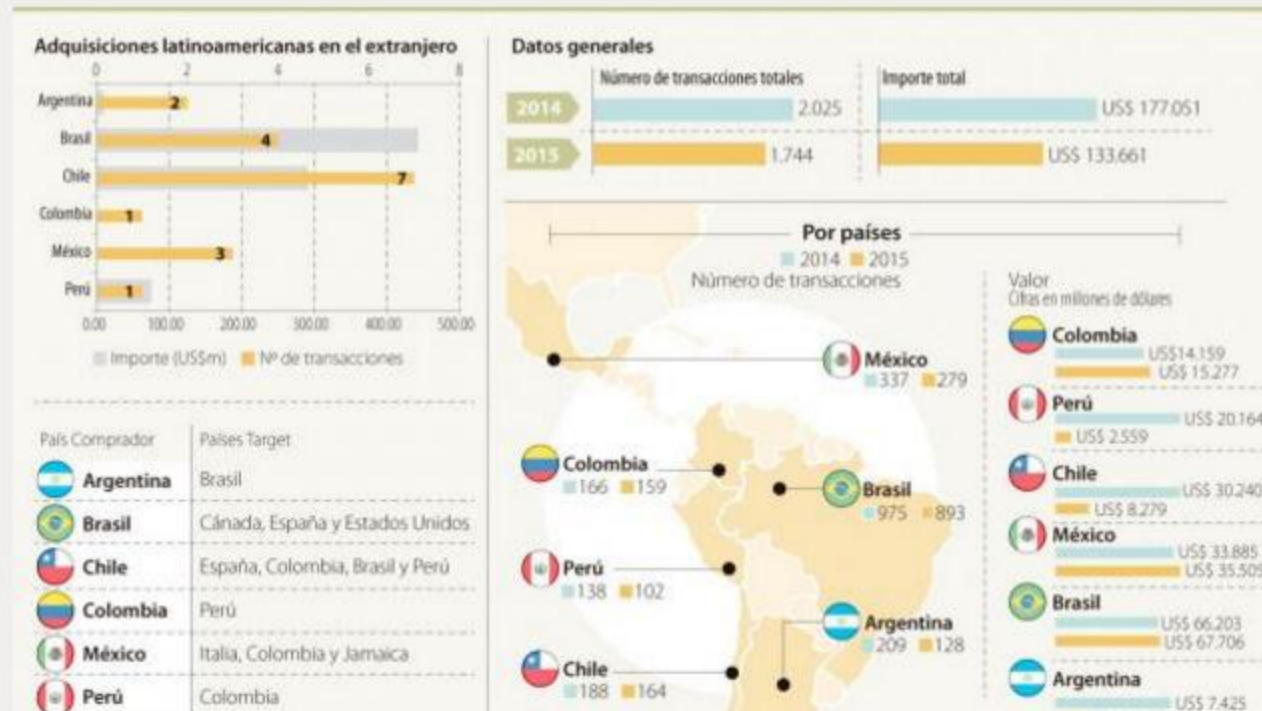 Adquisiciones latinoamericanas en el extranjero
0 2 4 6 8
Argentina 2
Brasil 4
Chile 7
Colombia 1
México 3
Perú 1
0.00 100.00 200.00 300.00 400.00 500.00
Importe (US$m) Nº de transacciones
País Comprador Países Target
Argentina Brasil
Brasil Cánada, España y Estados Unidos
Chile España, Colombia, Brasil y Perú
Colombia Perú
México Italia, Colombia y Jamaica
Perú Colombia
Datos generales
Número de transacciones totales Importe total
2014 2.025 US$ 177.051
2015 1.744 US$ 133.661
Por países
2014 2015
Número de transacciones
México
337 279
Colombia
166 159
Brasil
975 893
Perú
138 102
Argentina
209 128
Chile
188 164
Valor
Cifras en millones de dólares
Colombia
US$14.159
US$ 15.277
Perú
US$ 20.164
US$ 2.559
Chile
US$ 30.240
US$ 8.279
México
US$ 33.885
US$ 35.505
Brasil
US$ 66.203
US$ 67.706
Argentina
US$ 7.425